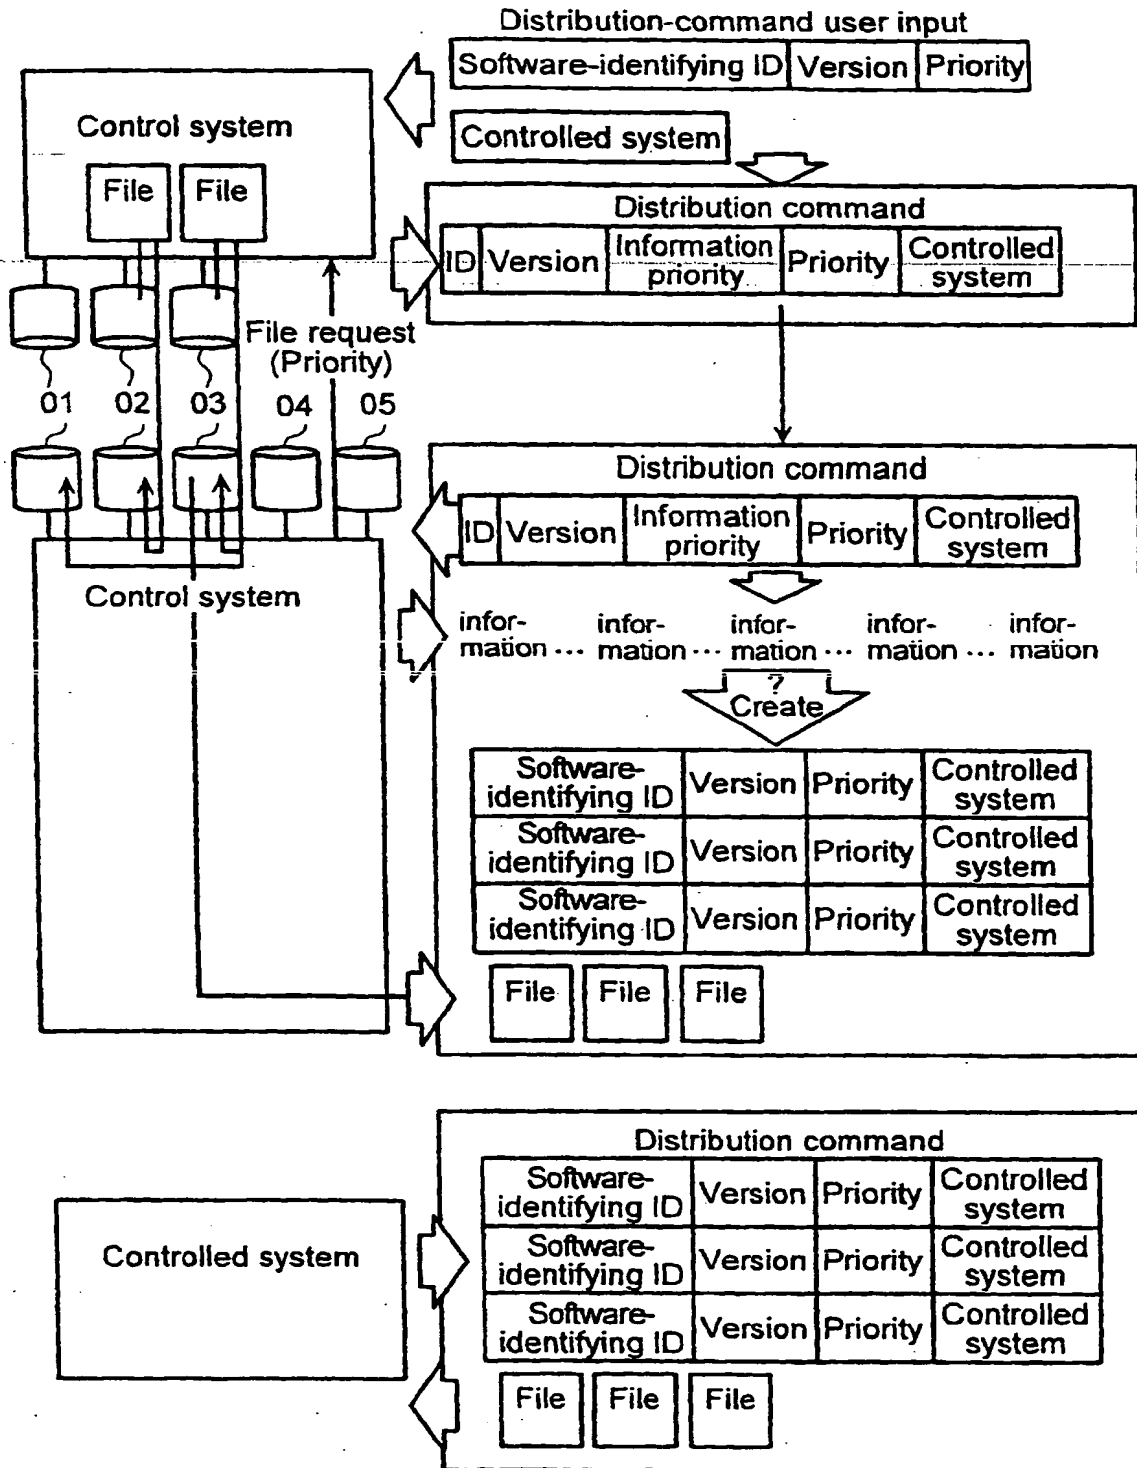 Distribution-command user input
Software-identifying ID Version Priority
Controlled system
Control system
File File
Distribution command
ID Version Information priority Priority Controlled system
File request
(Priority)
01 02 03 04 05
Distribution command
ID Version Information priority Priority Controlled system
Control system
infor-
mation ... infor-
mation ... infor-
mation ... infor-
mation ... infor-
mation
?
Create
Software-
identifying ID Version Priority Controlled
system
Software-
identifying ID Version Priority Controlled
system
Software-
identifying ID Version Priority Controlled
system
File File File
Distribution command
Software-
identifying ID Version Priority Controlled
system
Software-
identifying ID Version Priority Controlled
system
Software-
identifying ID Version Priority Controlled
system
Controlled system
File File File